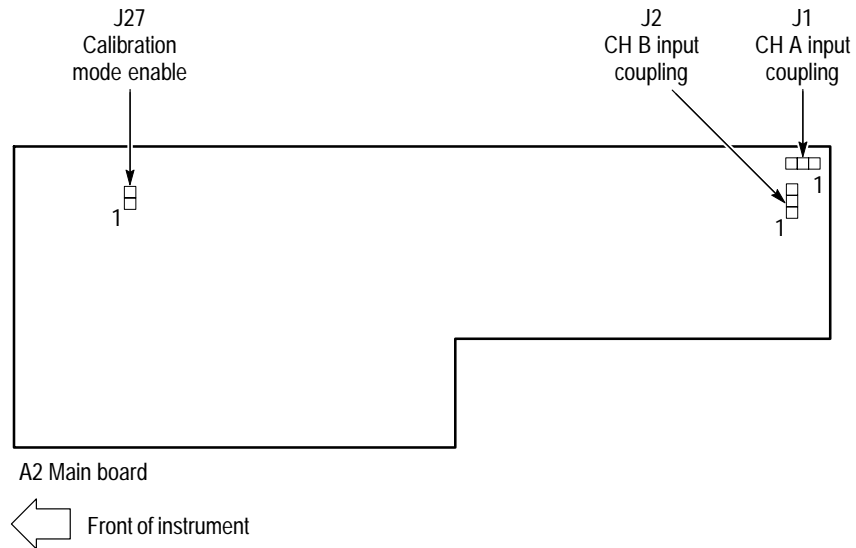 J27
Calibration
mode enable
J2
CH B input
coupling
J1
CH A input
coupling
1
1
1
A2 Main board
Front of instrument